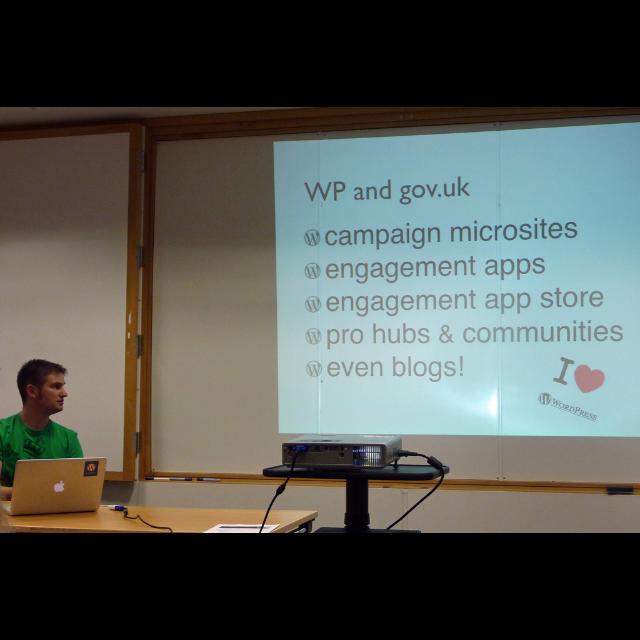 WP and gov.uk
campaign microsites
engagement apps
engagement app store
pro hubs & communities
even blogs!
I
WORDPRESS